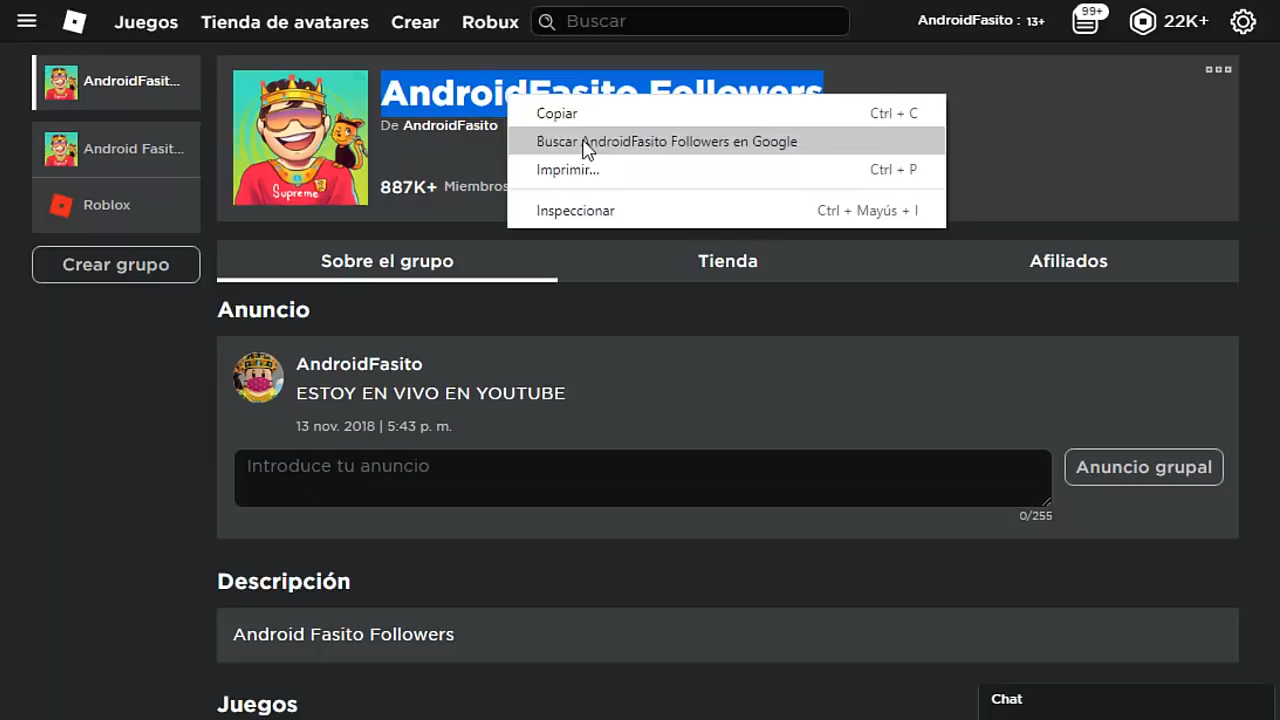 Juegos Tienda de avatares Crear Robux Buscar AndroidFasito : 13+ 99+ 22K+
AndroidFasit...
Android Fasit...
Roblox
Crear grupo
Supreme
AndroidFasito Followers
De AndroidFasito
887K+ Miembros
Copiar Ctrl + C
Buscar AndroidFasito Followers en Google
Imprimir... Ctrl + P
Inspeccionar Ctrl + Mayús + I
Sobre el grupo Tienda Afiliados
Anuncio
AndroidFasito
ESTOY EN VIVO EN YOUTUBE
13 nov. 2018 | 5:43 p. m.
Introduce tu anuncio Anuncio grupal
0/255
Descripción
Android Fasito Followers
Juegos
Chat